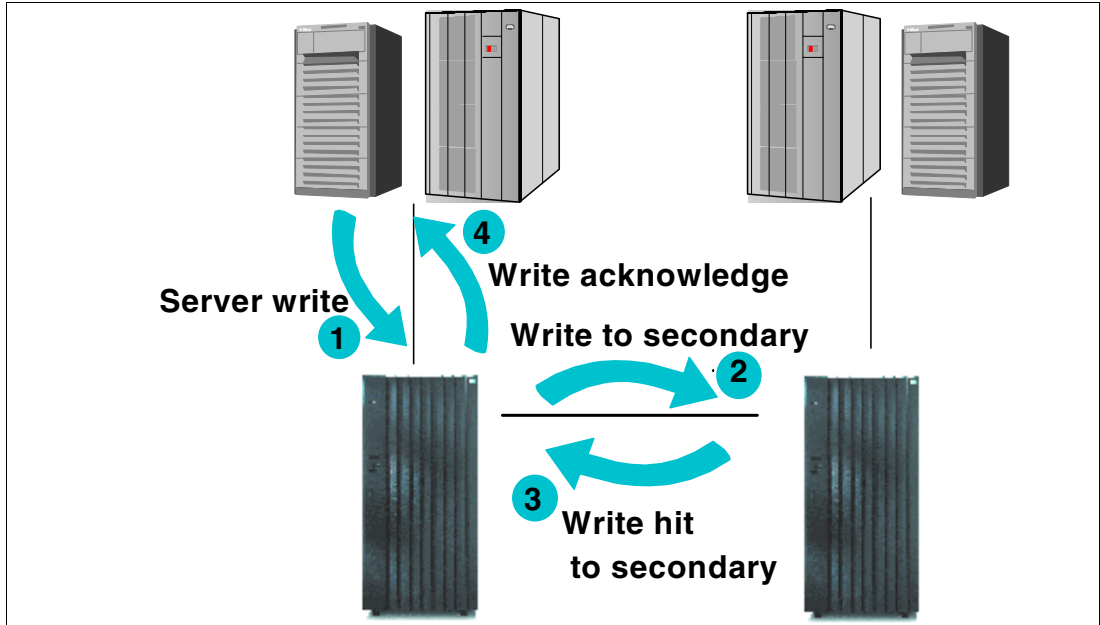 Server write
1
4
Write acknowledge
Write to secondary
2
3
Write hit
to secondary